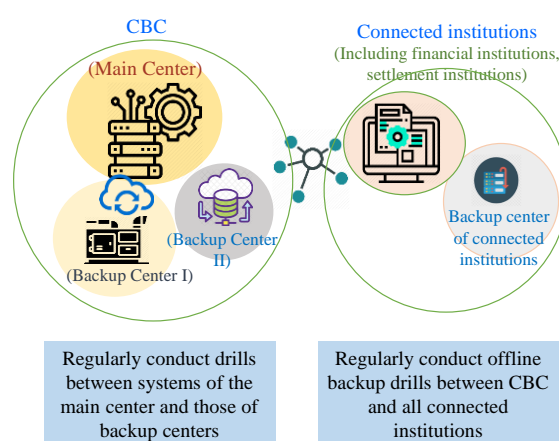 CBC
(Main Center)
(Backup Center I)
(Backup Center
II)
Connected institutions
(Including financial institutions,
settlement institutions)
Backup center
of connected
institutions
Regularly conduct drills
between systems of the
main center and those of
backup centers
Regularly conduct offline
backup drills between CBC
and all connected
institutions